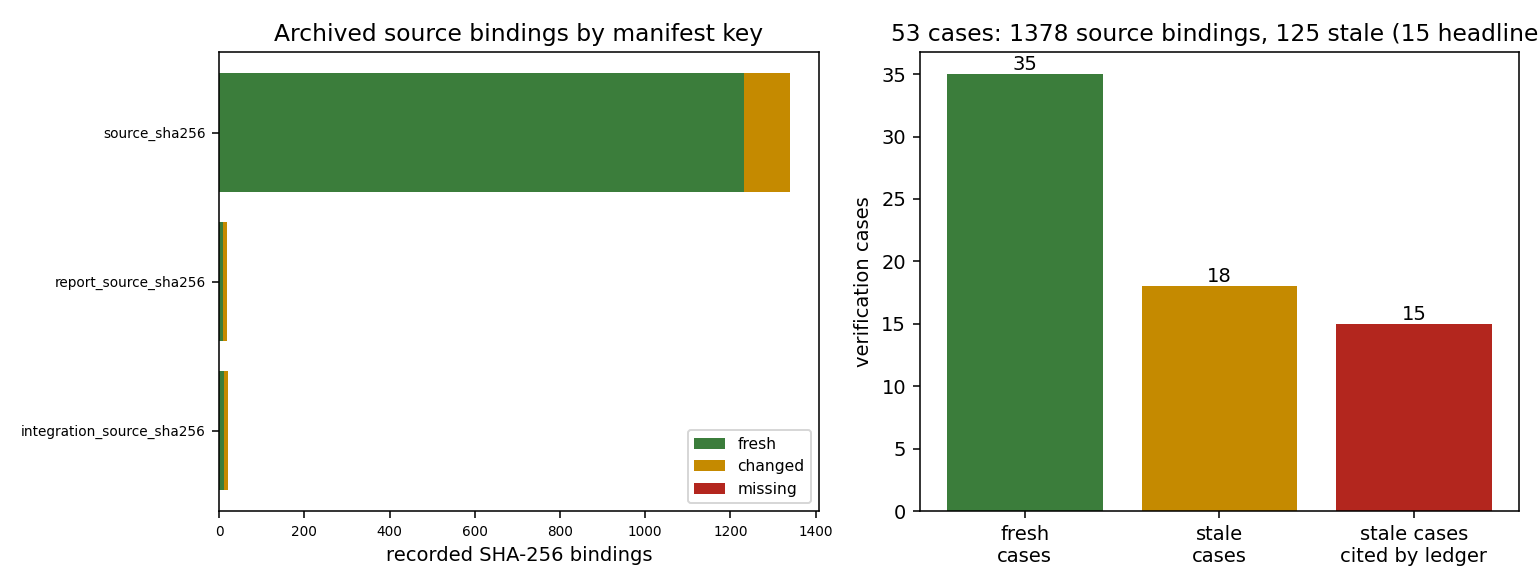 Archived source bindings by manifest key
source_sha256
report_source_sha256
integration_source_sha256
0 200 400 600 800 1000 1200 1400
recorded SHA-256 bindings
fresh
changed
missing
53 cases: 1378 source bindings, 125 stale (15 headline
verification cases
35
30
25
20
15
10
5
0
35
18
15
fresh
cases
stale
cases
stale cases
cited by ledger